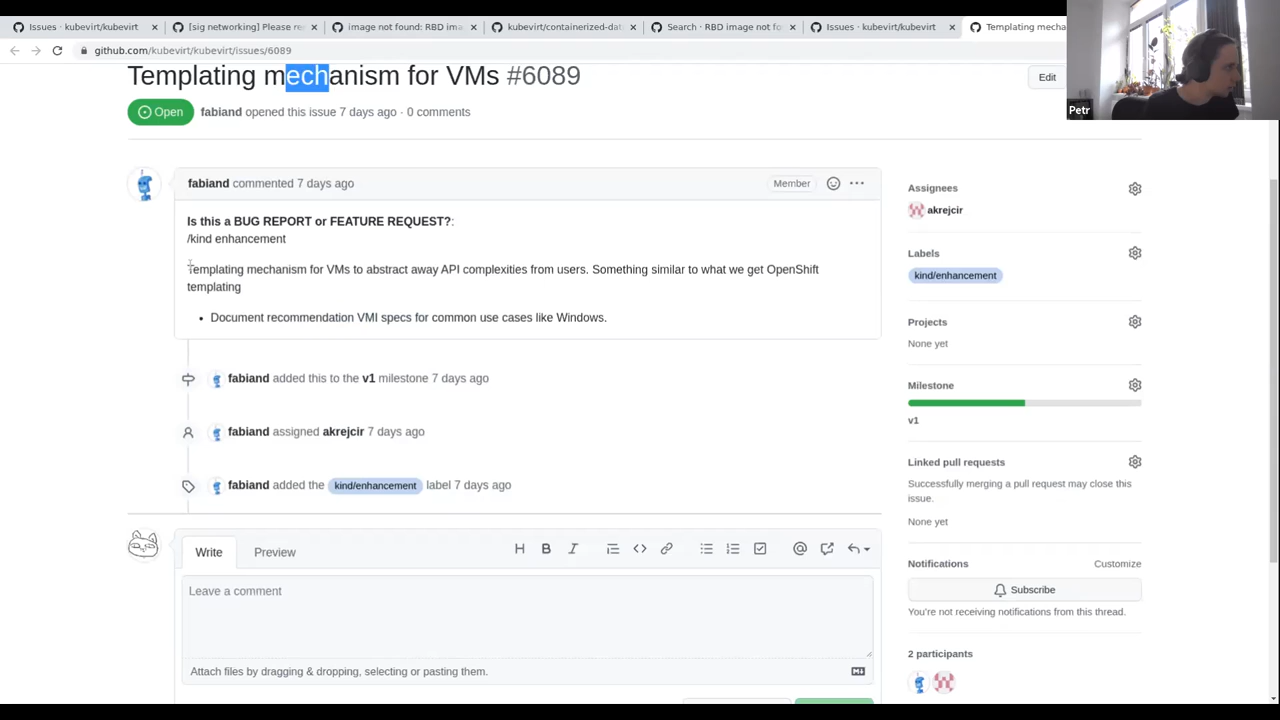 Issues · kubevirt/kubevirt
[sig networking] Please re
image not found: RBD ima
kubevirt/containerized-dat
Search · RBD image not fo
Issues · kubevirt/kubevirt
Templating mecha
github.com/kubevirt/kubevirt/issues/6089
Templating mechanism for VMs #6089
Edit
Petr
Open
fabiand opened this issue 7 days ago · 0 comments
fabiand commented 7 days ago
Member
Is this a BUG REPORT or FEATURE REQUEST?:
/kind enhancement
Templating mechanism for VMs to abstract away API complexities from users. Something similar to what we get OpenShift
templating
• Document recommendation VMI specs for common use cases like Windows.
fabiand added this to the v1 milestone 7 days ago
fabiand assigned akrejcir 7 days ago
fabiand added the kind/enhancement label 7 days ago
Write
Preview
Leave a comment
Attach files by dragging & dropping, selecting or pasting them.
Assignees
akrejcir
Labels
kind/enhancement
Projects
None yet
Milestone
v1
Linked pull requests
Successfully merging a pull request may close this
issue.
None yet
Notifications
Customize
Subscribe
You're not receiving notifications from this thread.
2 participants